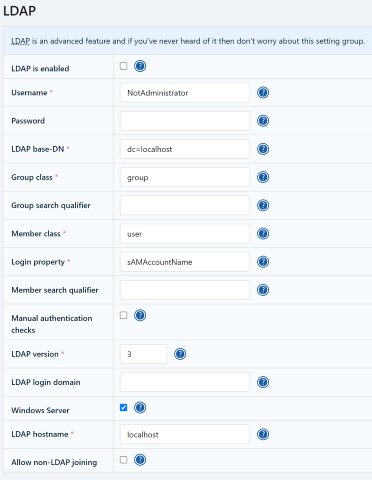 LDAP
LDAP is an advanced feature and if you've never heard of it then don't worry about this setting group.
LDAP is enabled ?
Username * NotAdministrator ?
Password ?
LDAP base-DN * dc=localhost ?
Group class * group ?
Group search qualifier ?
Member class * user ?
Login property * sAMAccountName ?
Member search qualifier ?
Manual authentication ?
checks
LDAP version * 3 ?
LDAP login domain ?
Windows Server ?
LDAP hostname * localhost ?
Allow non-LDAP joining ?